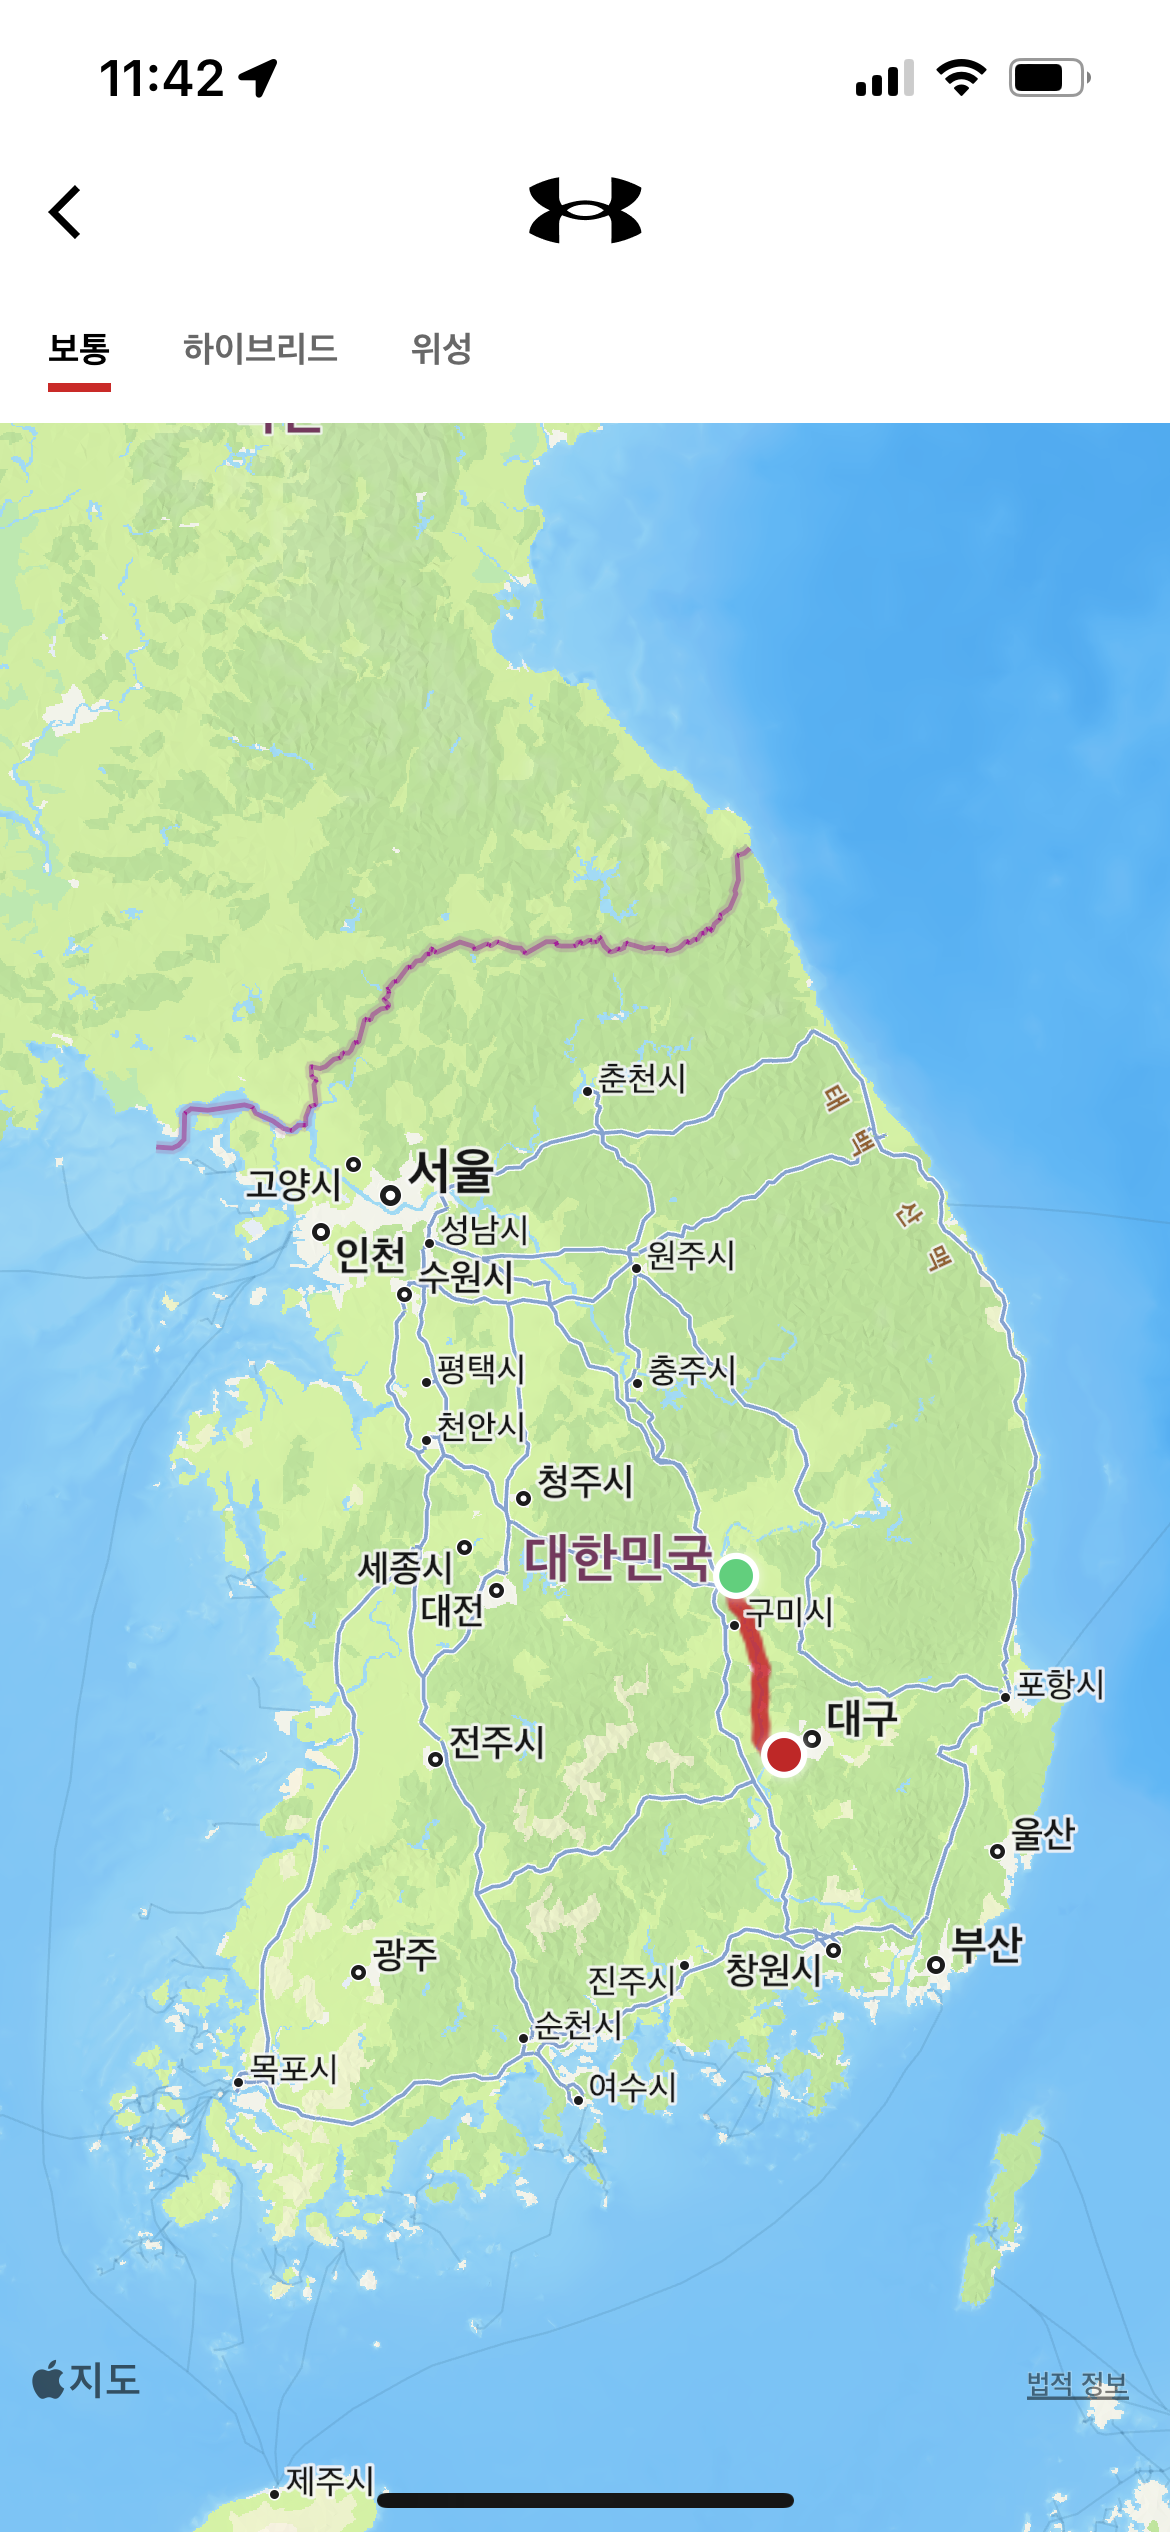 11:42
보통 하이브리드 위성
춘천시
태백산맥
고양시
서울
성남시
인천
수원시
원주시
평택시
충주시
천안시
청주시
대한민국
세종시
대전
구미시
포항시
대구
전주시
울산
부산
광주
창원시
진주시
순천시
목포시
여수시
지도
법적 정보
제주시